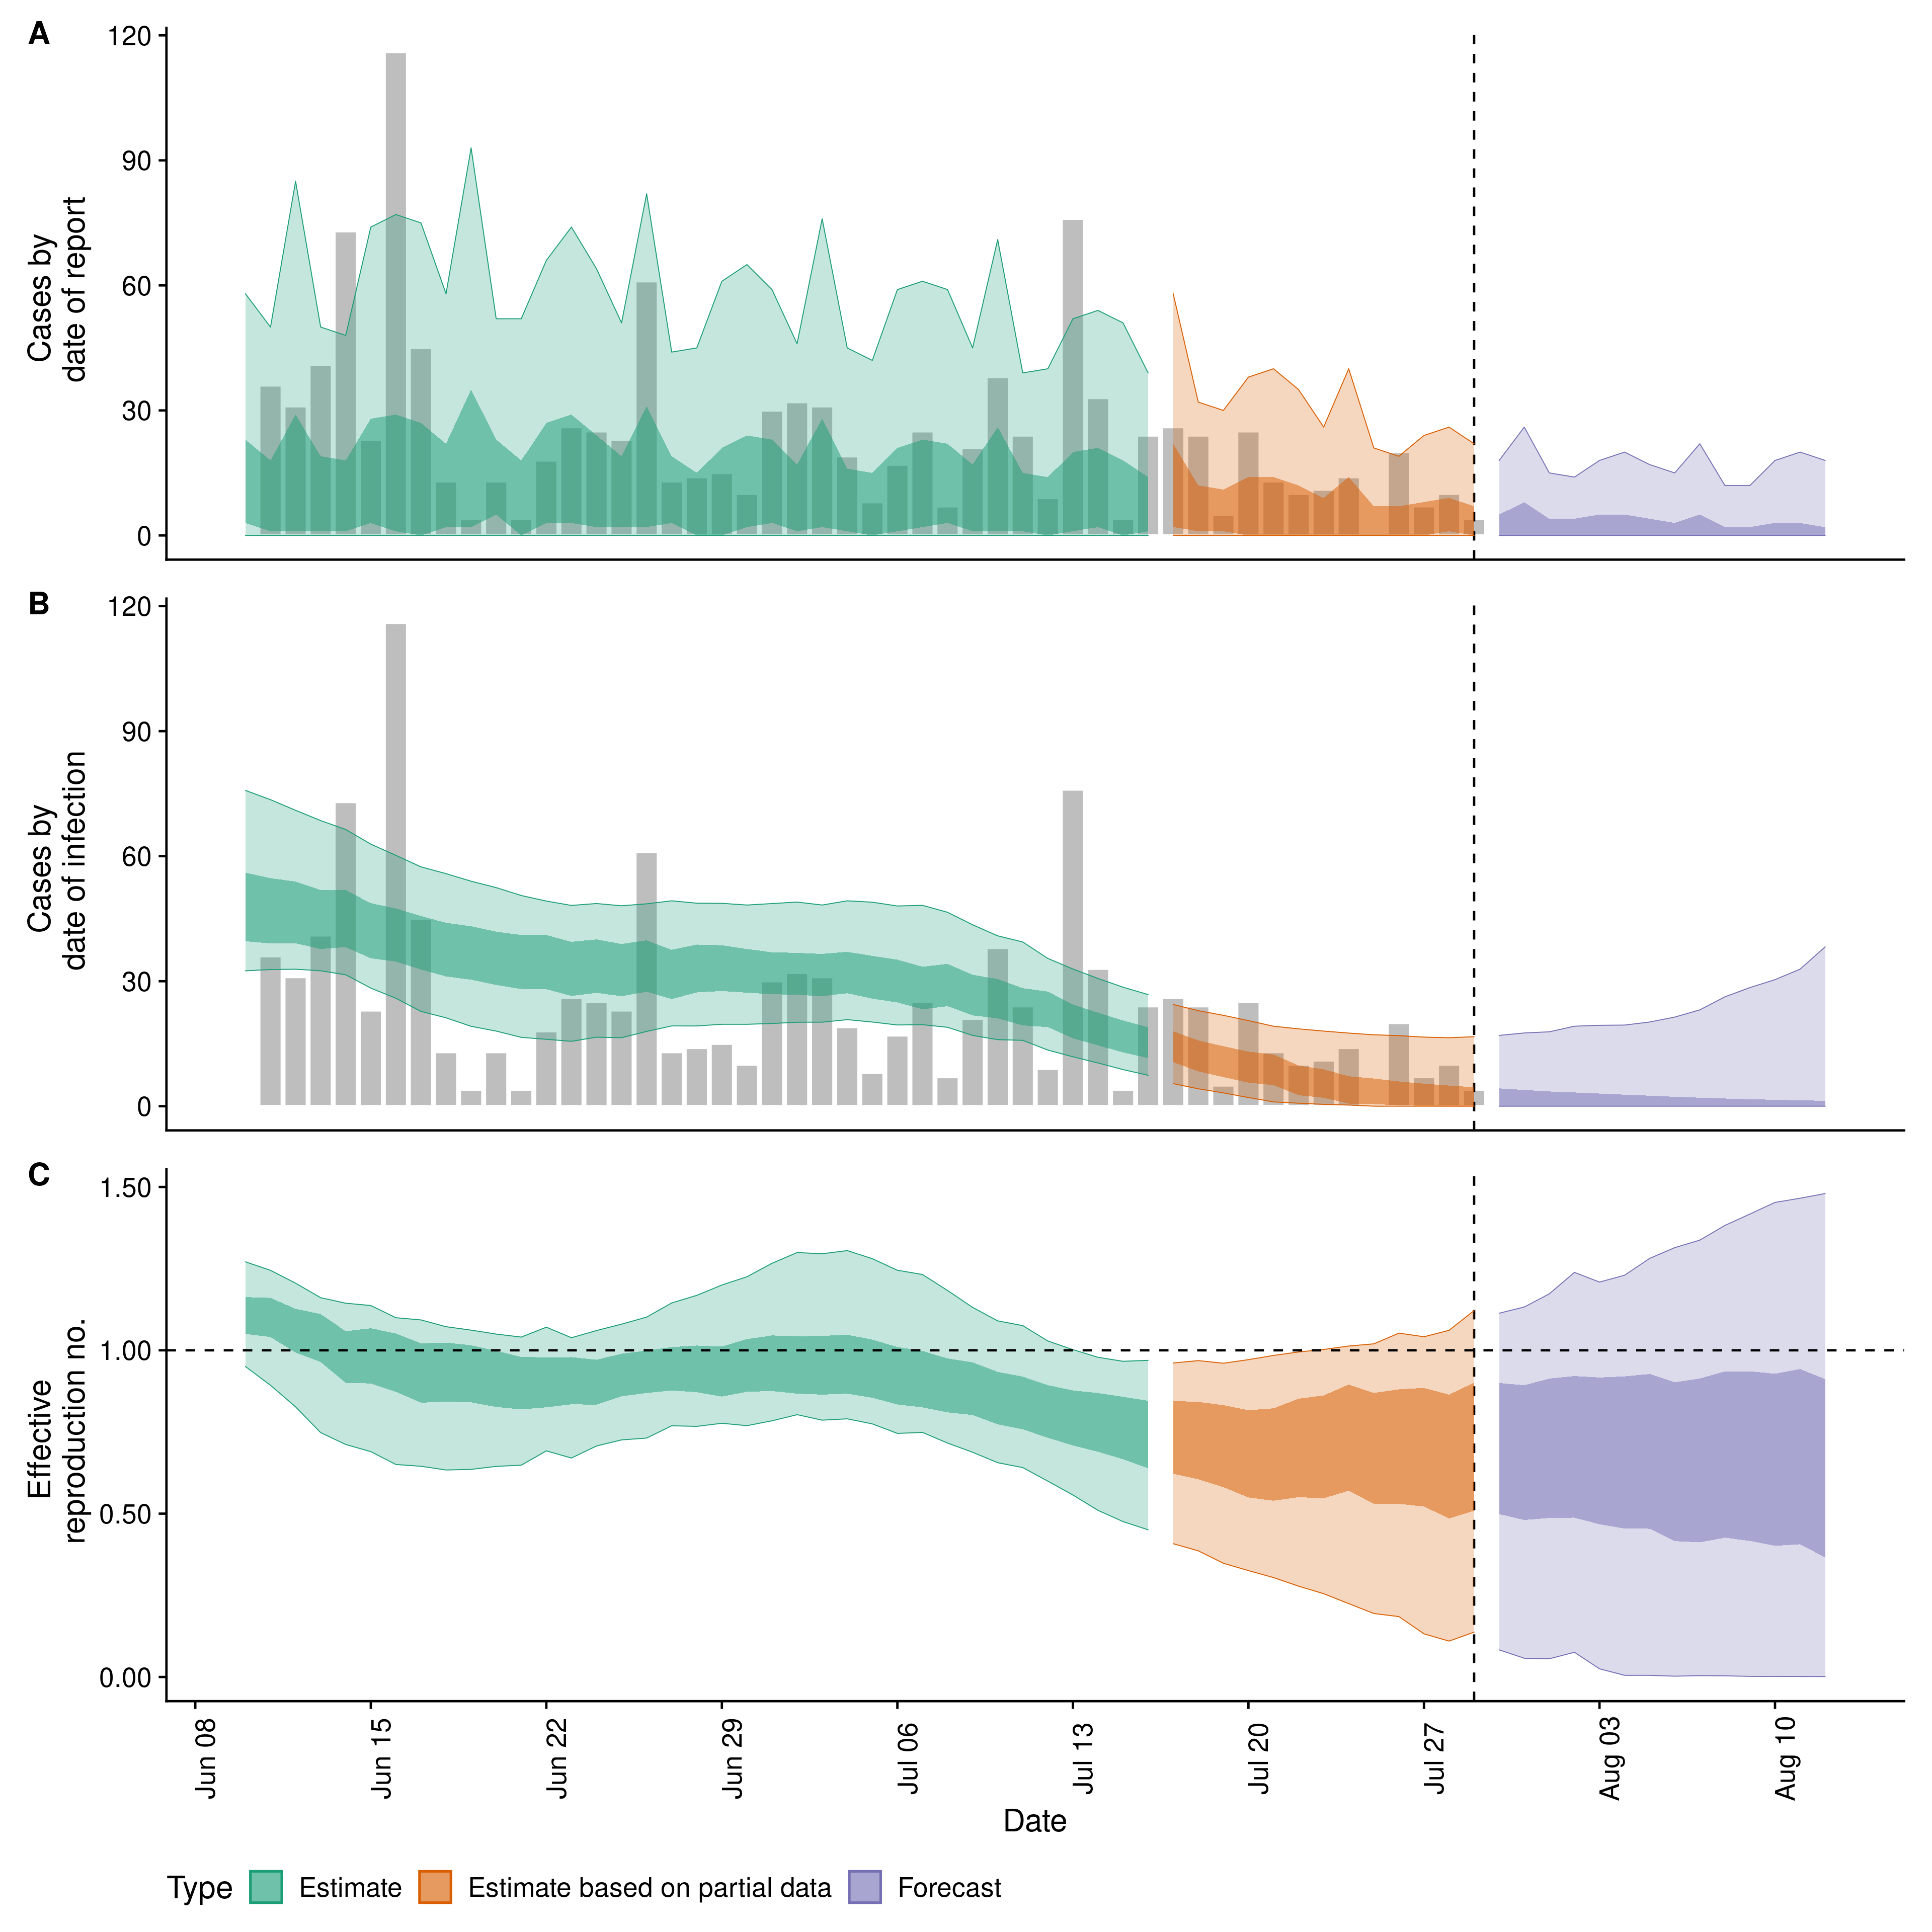 A
120
90
60
30
0
Cases by
date of report
B
120
90
60
30
0
Cases by
date of infection
C
1.50
1.00
0.50
0.00
Effective
reproduction no.
Jun 08
Jun 15
Jun 22
Jun 29
Jul 06
Jul 13
Jul 20
Jul 27
Aug 03
Aug 10
Date
Type Estimate Estimate based on partial data Forecast